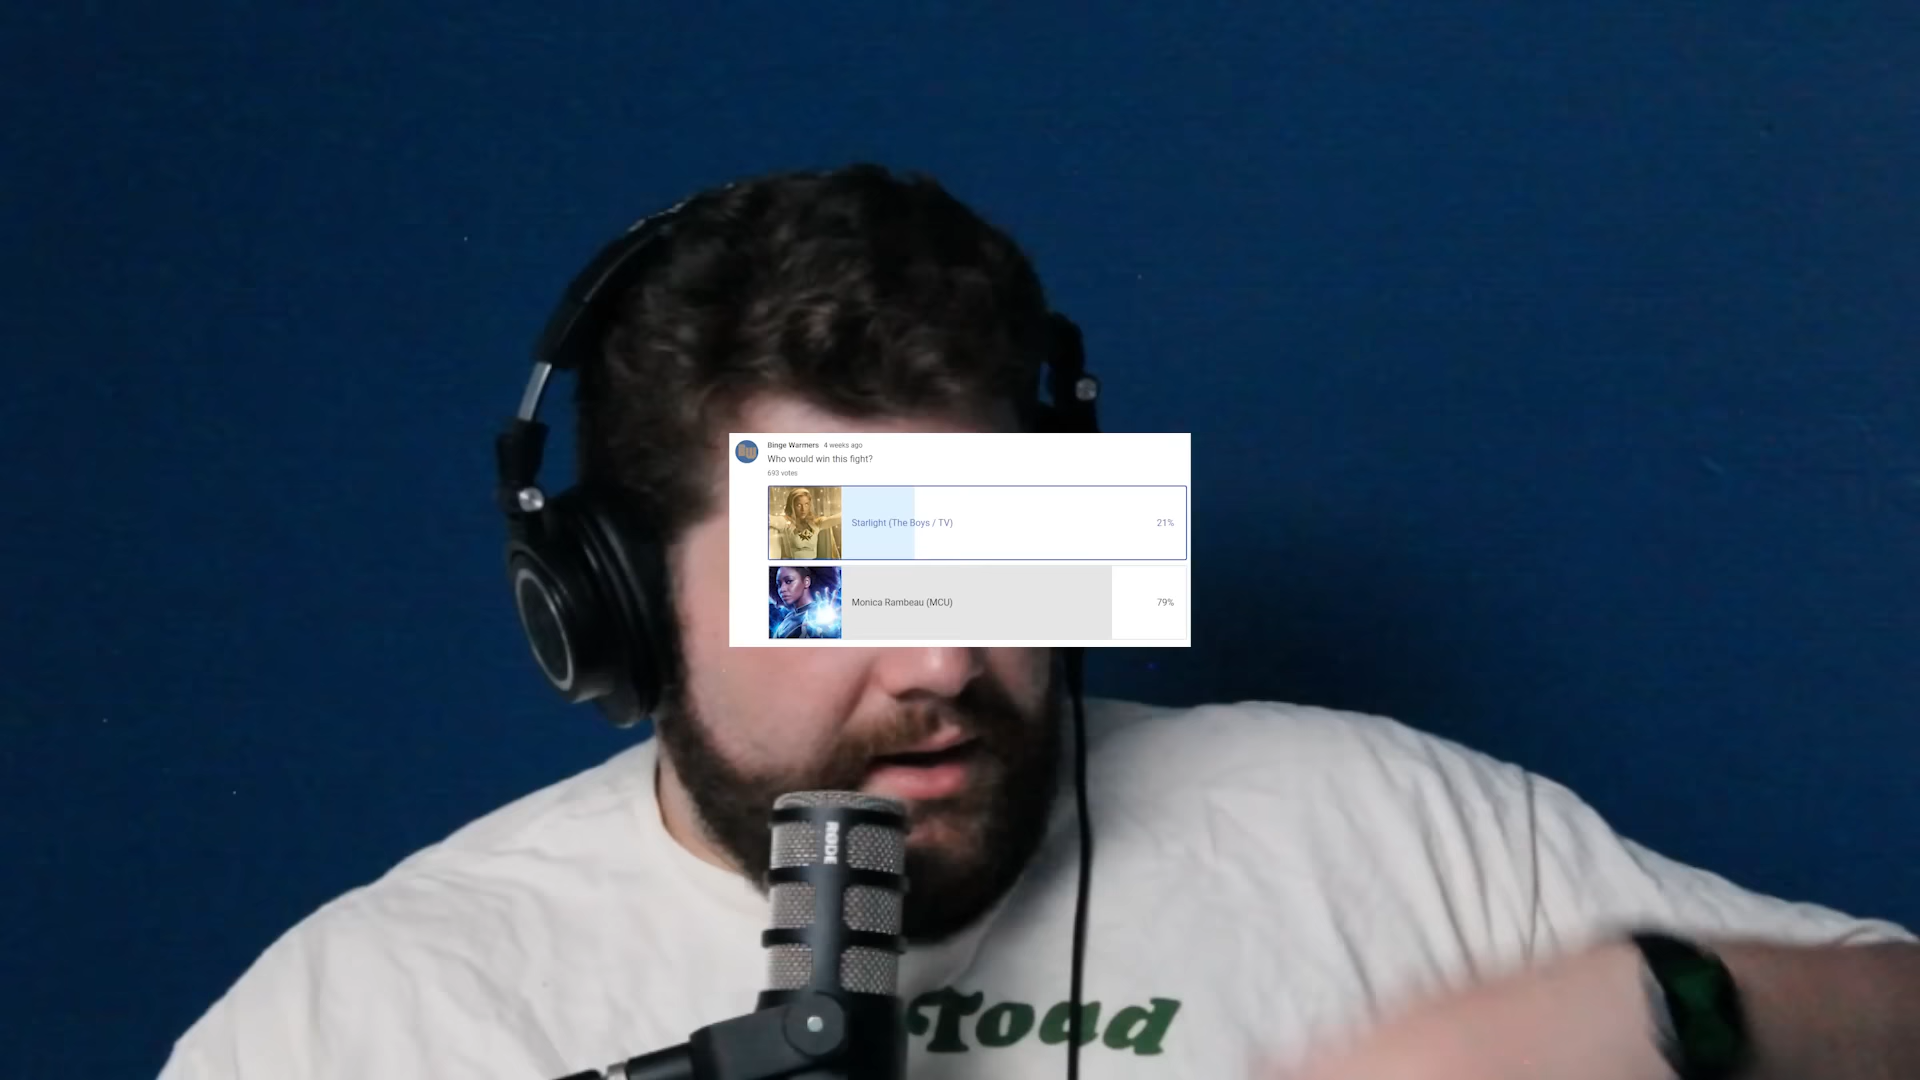 Binge Warmers 4 weeks ago
Who would win this fight?
693 votes
Starlight (The Boys / TV) 21%
Monica Rambeau (MCU) 79%
RØDE
Toad